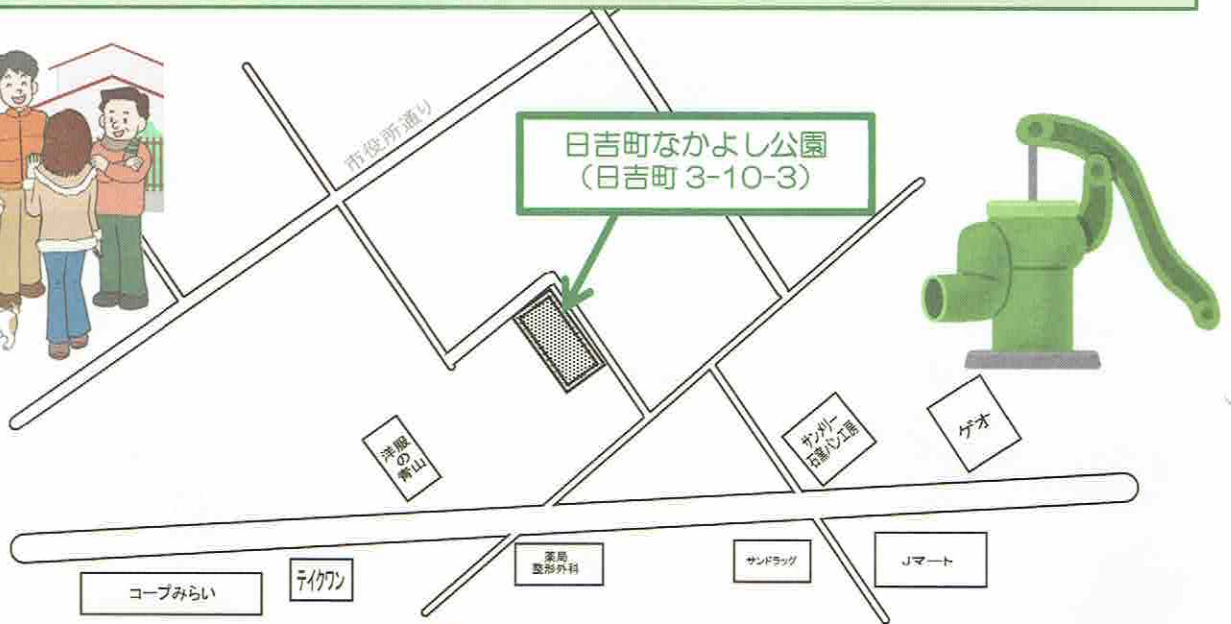 市役所通り
日吉町なかよし公園
（日吉町 3-10-3）
洋服
の
青山
サンメリー
石窯パン工房
ゲオ
コープみらい
テイクワン
薬局
整形外科
サンドラッグ
Jマート